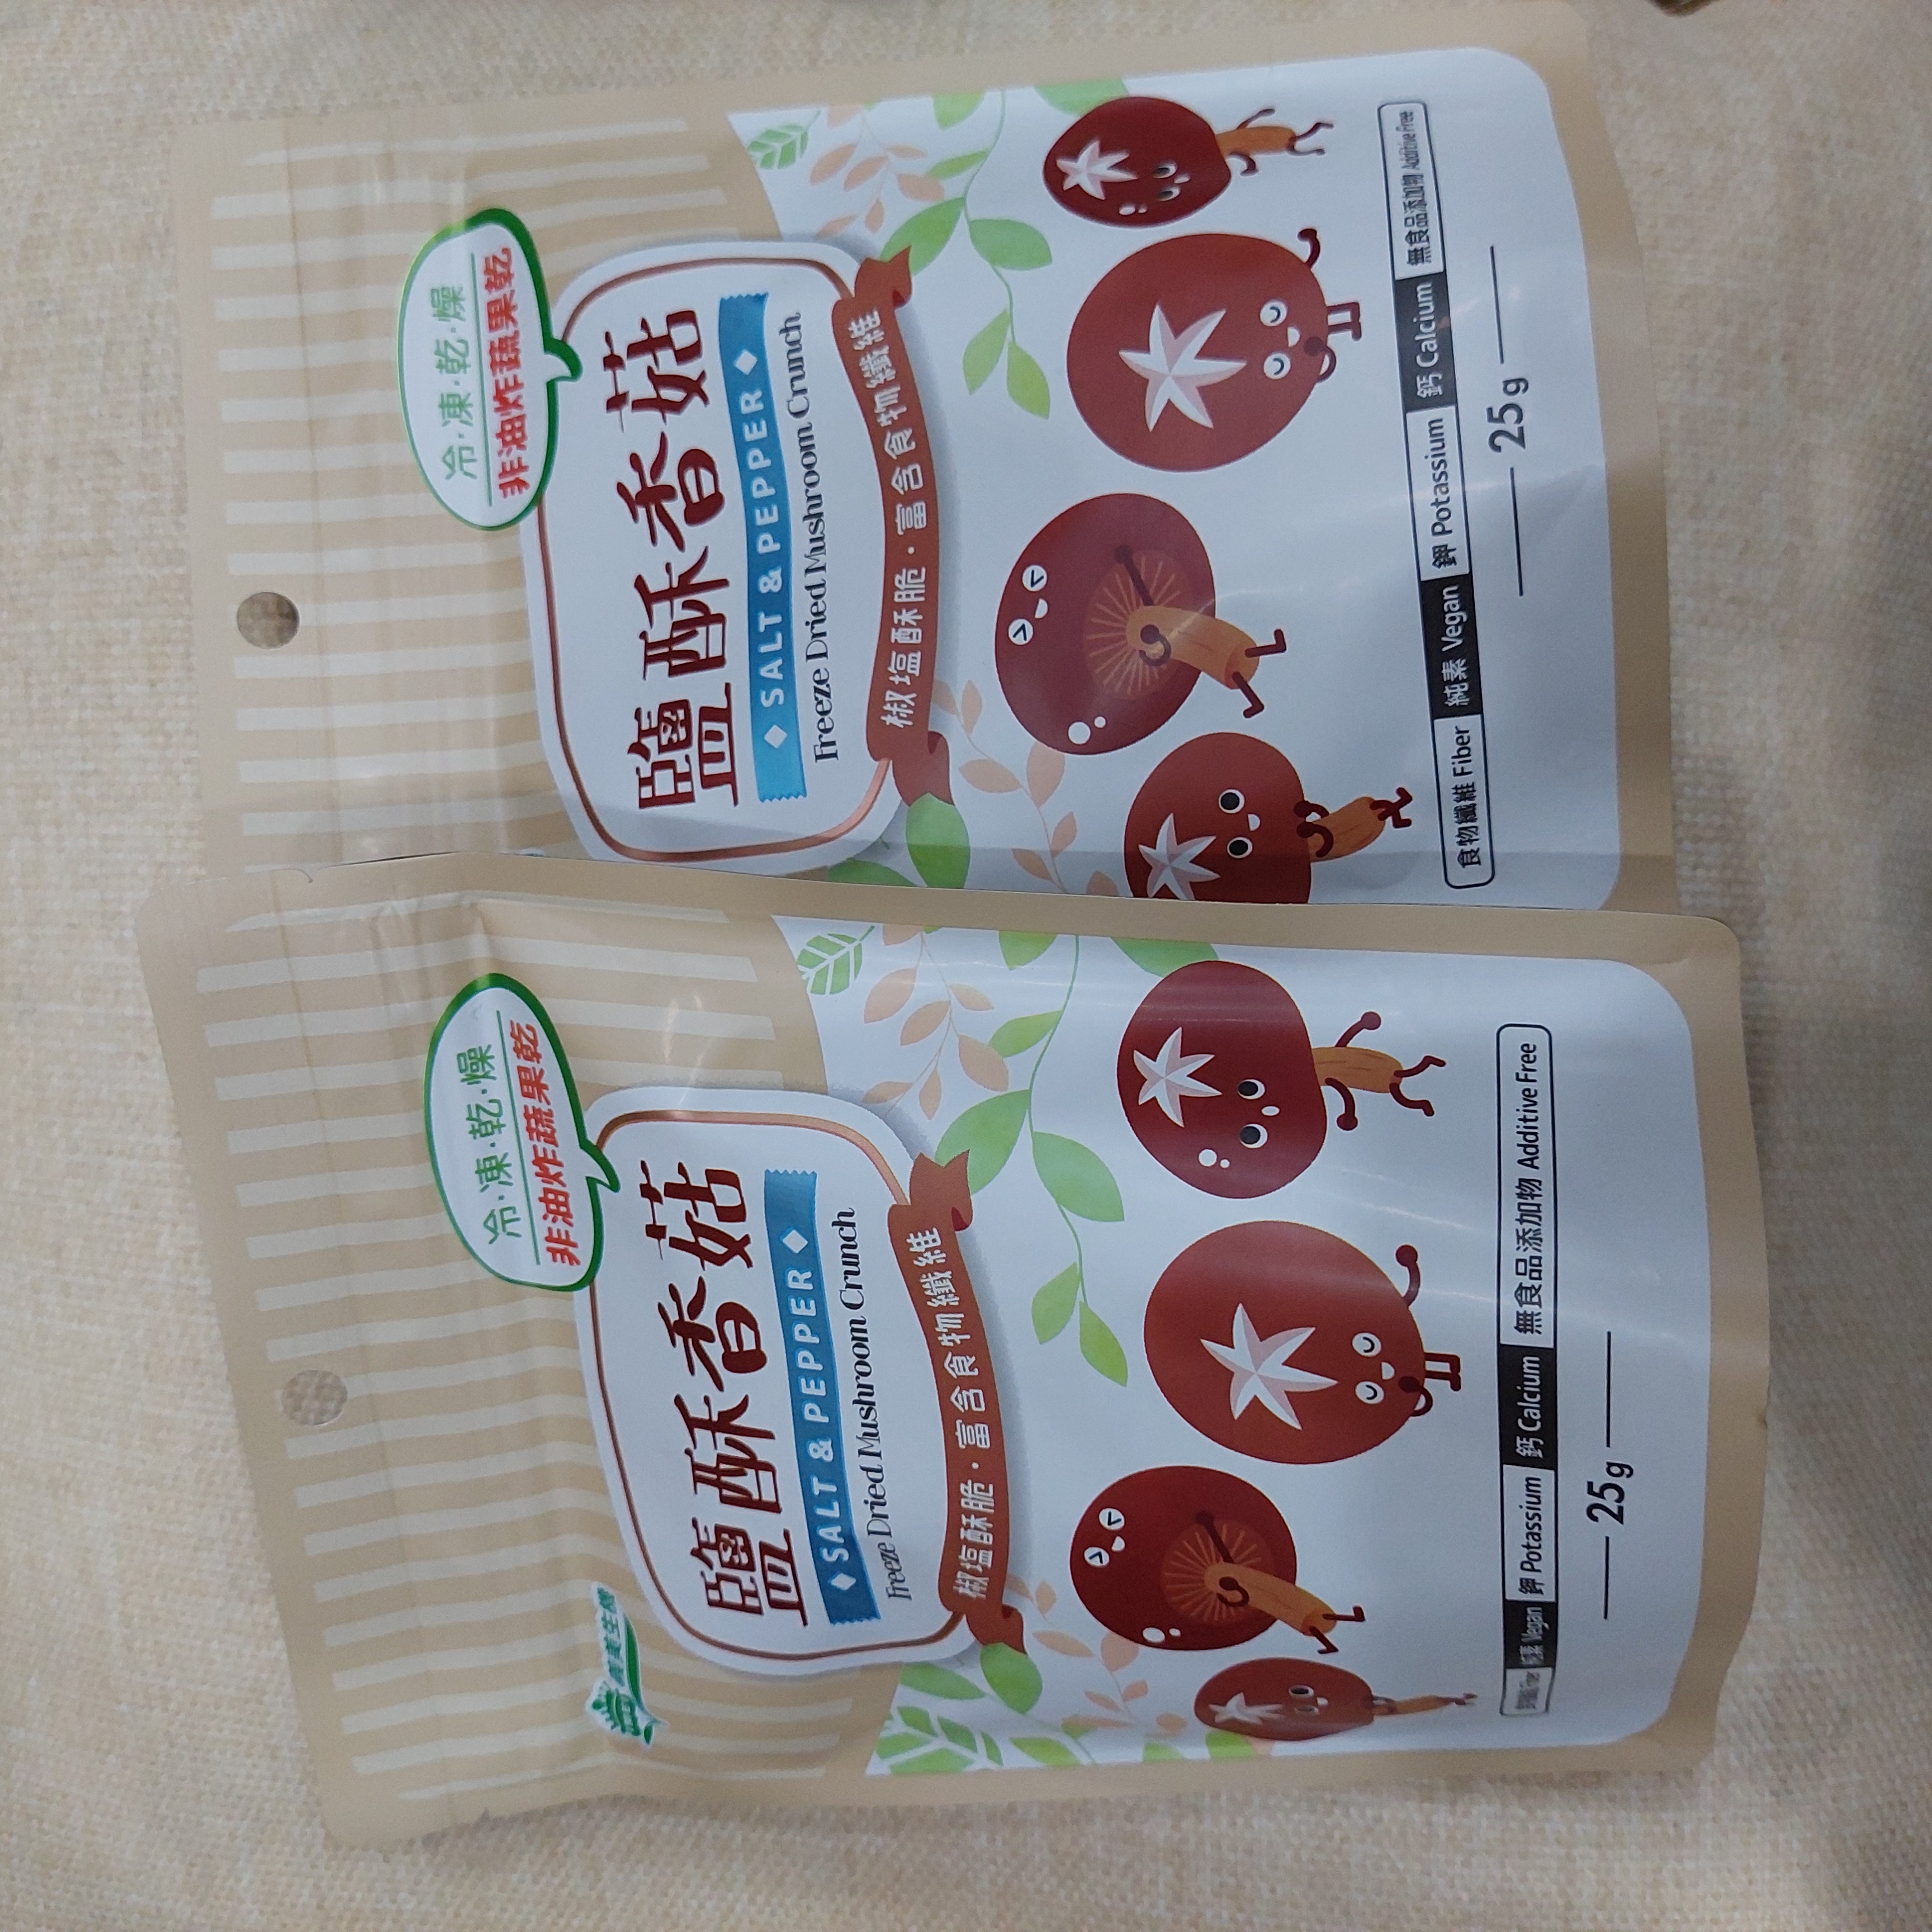 冷·凍·乾·燥
非油炸蔬果乾
鹽酥香菇
SALT & PEPPER
Freeze Dried Mushroom Crunch
椒塩酥脆·富含食物纖維
純素 Vegan 鉀 Potassium 鈣 Calcium 無食品添加物 Additive Free
25g
冷·凍·乾·燥
非油炸蔬果乾
鹽酥香菇
SALT & PEPPER
Freeze Dried Mushroom Crunch
椒塩酥脆·富含食物纖維
食物纖維 Fiber 純素 Vegan 鉀 Potassium 鈣 Calcium 無食品添加物 Additive Free
25g